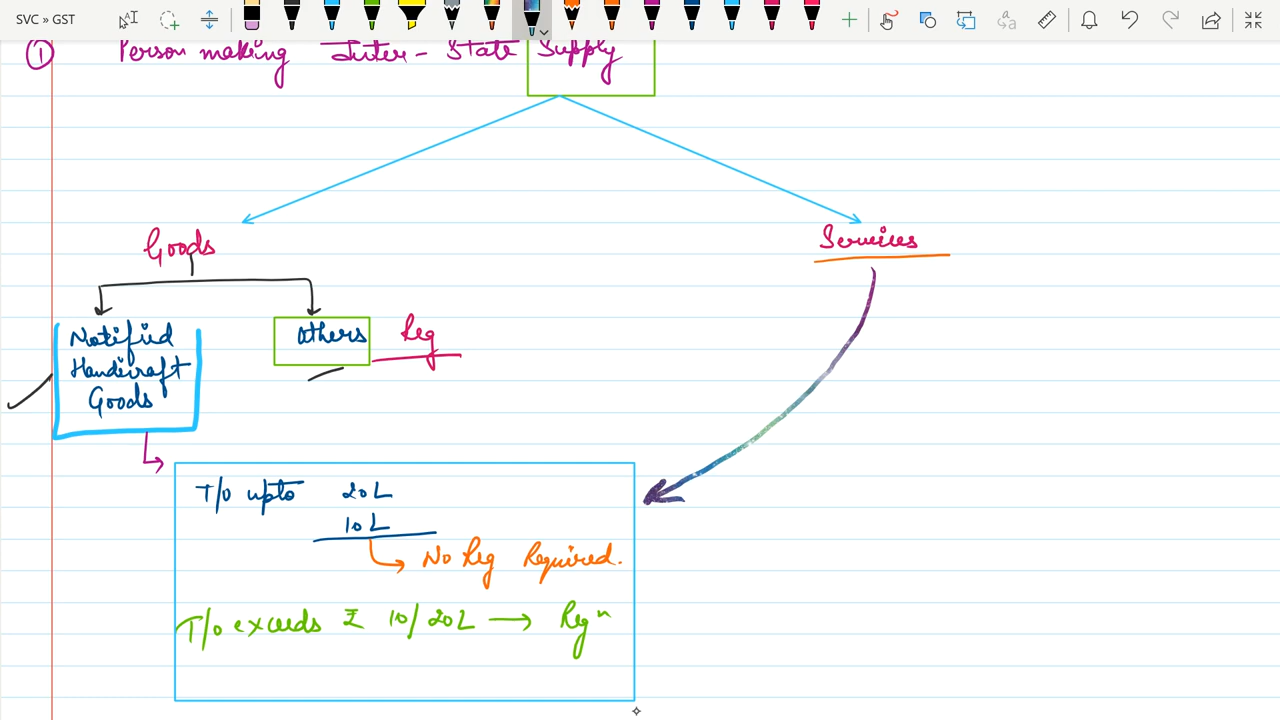 SVC » GST
① Person making Inter - State Supply
Goods
Services
Notified
Handicraft
Goods
Others
Reg
T/O upto 20L
10L
No Reg Required.
T/O exceeds ₹ 10/20L → Regn